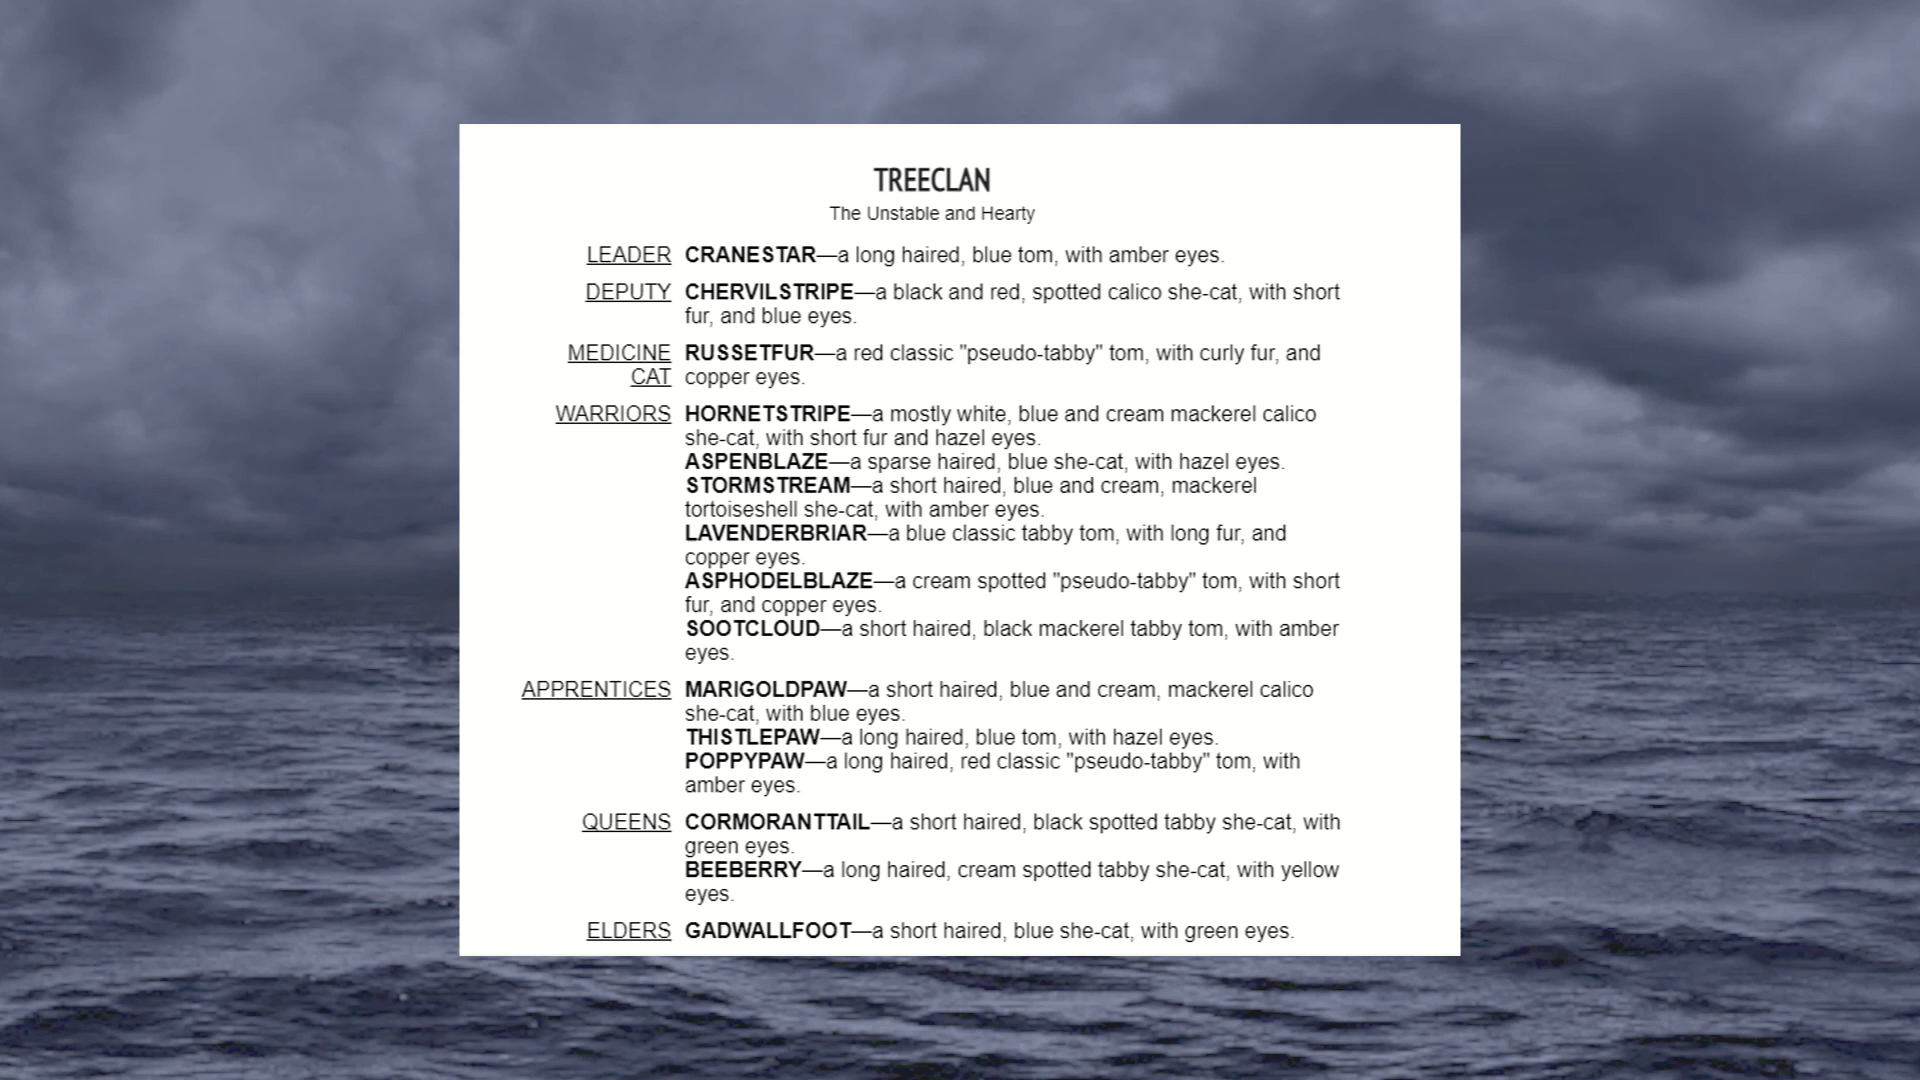 TREECLAN
The Unstable and Hearty
LEADER CRANESTAR—a long haired, blue tom, with amber eyes.
DEPUTY CHERVILSTRIPE—a black and red, spotted calico she-cat, with short
fur, and blue eyes.
MEDICINE RUSSETFUR—a red classic "pseudo-tabby" tom, with curly fur, and
CAT copper eyes.
WARRIORS HORNETSTRIPE—a mostly white, blue and cream mackerel calico
she-cat, with short fur and hazel eyes.
ASPENBLAZE—a sparse haired, blue she-cat, with hazel eyes.
STORMSTREAM—a short haired, blue and cream, mackerel
tortoiseshell she-cat, with amber eyes.
LAVENDERBRIAR—a blue classic tabby tom, with long fur, and
copper eyes.
ASPHODELBLAZE—a cream spotted "pseudo-tabby" tom, with short
fur, and copper eyes.
SOOTCLOUD—a short haired, black mackerel tabby tom, with amber
eyes.
APPRENTICES MARIGOLDPAW—a short haired, blue and cream, mackerel calico
she-cat, with blue eyes.
THISTLEPAW—a long haired, blue tom, with hazel eyes.
POPPYPAW—a long haired, red classic "pseudo-tabby" tom, with
amber eyes.
QUEENS CORMORANTTAIL—a short haired, black spotted tabby she-cat, with
green eyes.
BEEBERRY—a long haired, cream spotted tabby she-cat, with yellow
eyes.
ELDERS GADWALLFOOT—a short haired, blue she-cat, with green eyes.